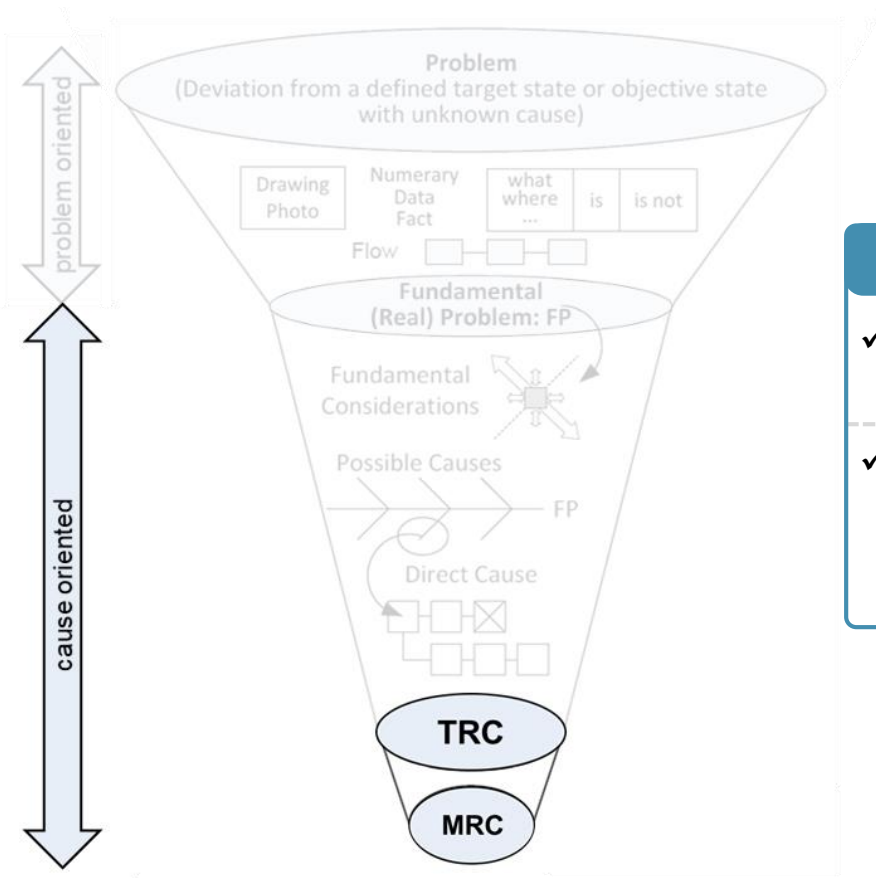 Problem
(Deviation from a defined target state or objective state
with unknown cause)
problem oriented
Drawing
Photo
Numerary
Data
Fact
what
where
...
is
is not
Flow
Fundamental
(Real) Problem: FP
Fundamental
Considerations
Possible Causes
FP
Direct Cause
cause oriented
TRC
MRC